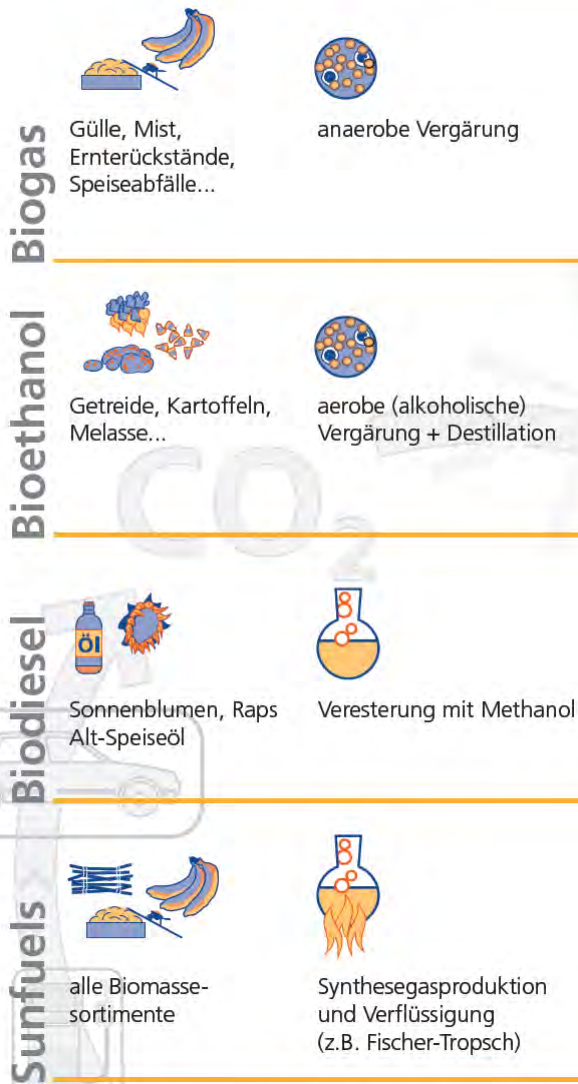 Biogas
Gülle, Mist,
Ernterückstände,
Speiseabfälle...
anaerobe Vergärung
Bioethanol
Getreide, Kartoffeln,
Melasse...
aerobe (alkoholische)
Vergärung + Destillation
CO2
Biodiesel
Öl
Sonnenblumen, Raps
Alt-Speiseöl
Veresterung mit Methanol
Sunfuels
alle Biomasse-
sortimente
Synthesegasproduktion
und Verflüssigung
(z.B. Fischer-Tropsch)